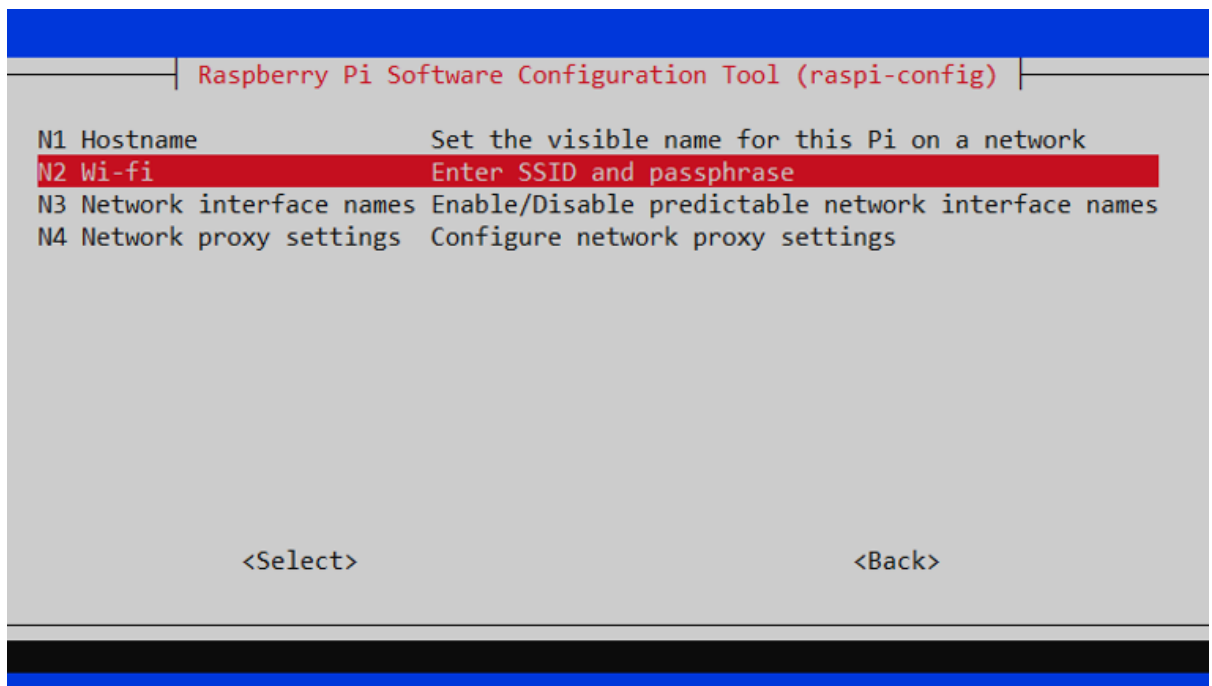 Raspberry Pi Software Configuration Tool (raspi-config)
N1 Hostname Set the visible name for this Pi on a network
N2 Wi-fi Enter SSID and passphrase
N3 Network interface names Enable/Disable predictable network interface names
N4 Network proxy settings Configure network proxy settings
<Select> <Back>